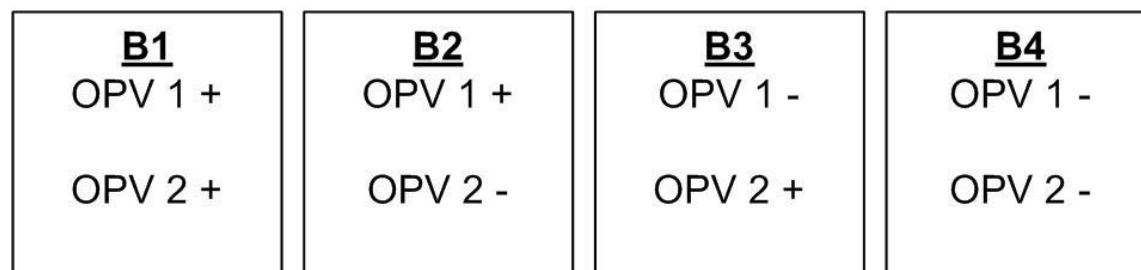 B1
OPV 1 +
OPV 2 +
B2
OPV 1 +
OPV 2 -
B3
OPV 1 -
OPV 2 +
B4
OPV 1 -
OPV 2 -